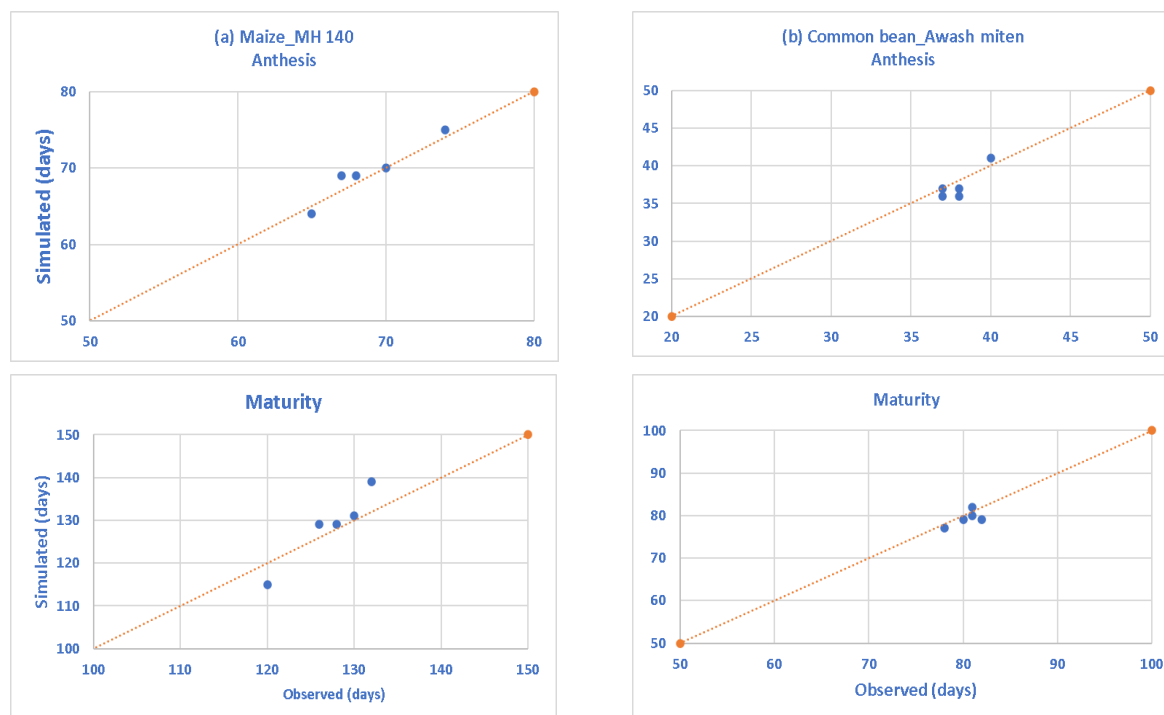 (a) Maize_MH 140
Anthesis
Simulated (days)
80
70
60
50
50 60 70 80
(b) Common bean_Awash miten
Anthesis
50
45
40
35
30
25
20
20 25 30 35 40 45 50
Maturity
Simulated (days)
150
140
130
120
110
100
100 110 120 130 140 150
Observed (days)
Maturity
100
90
80
70
60
50
50 60 70 80 90 100
Observed (days)